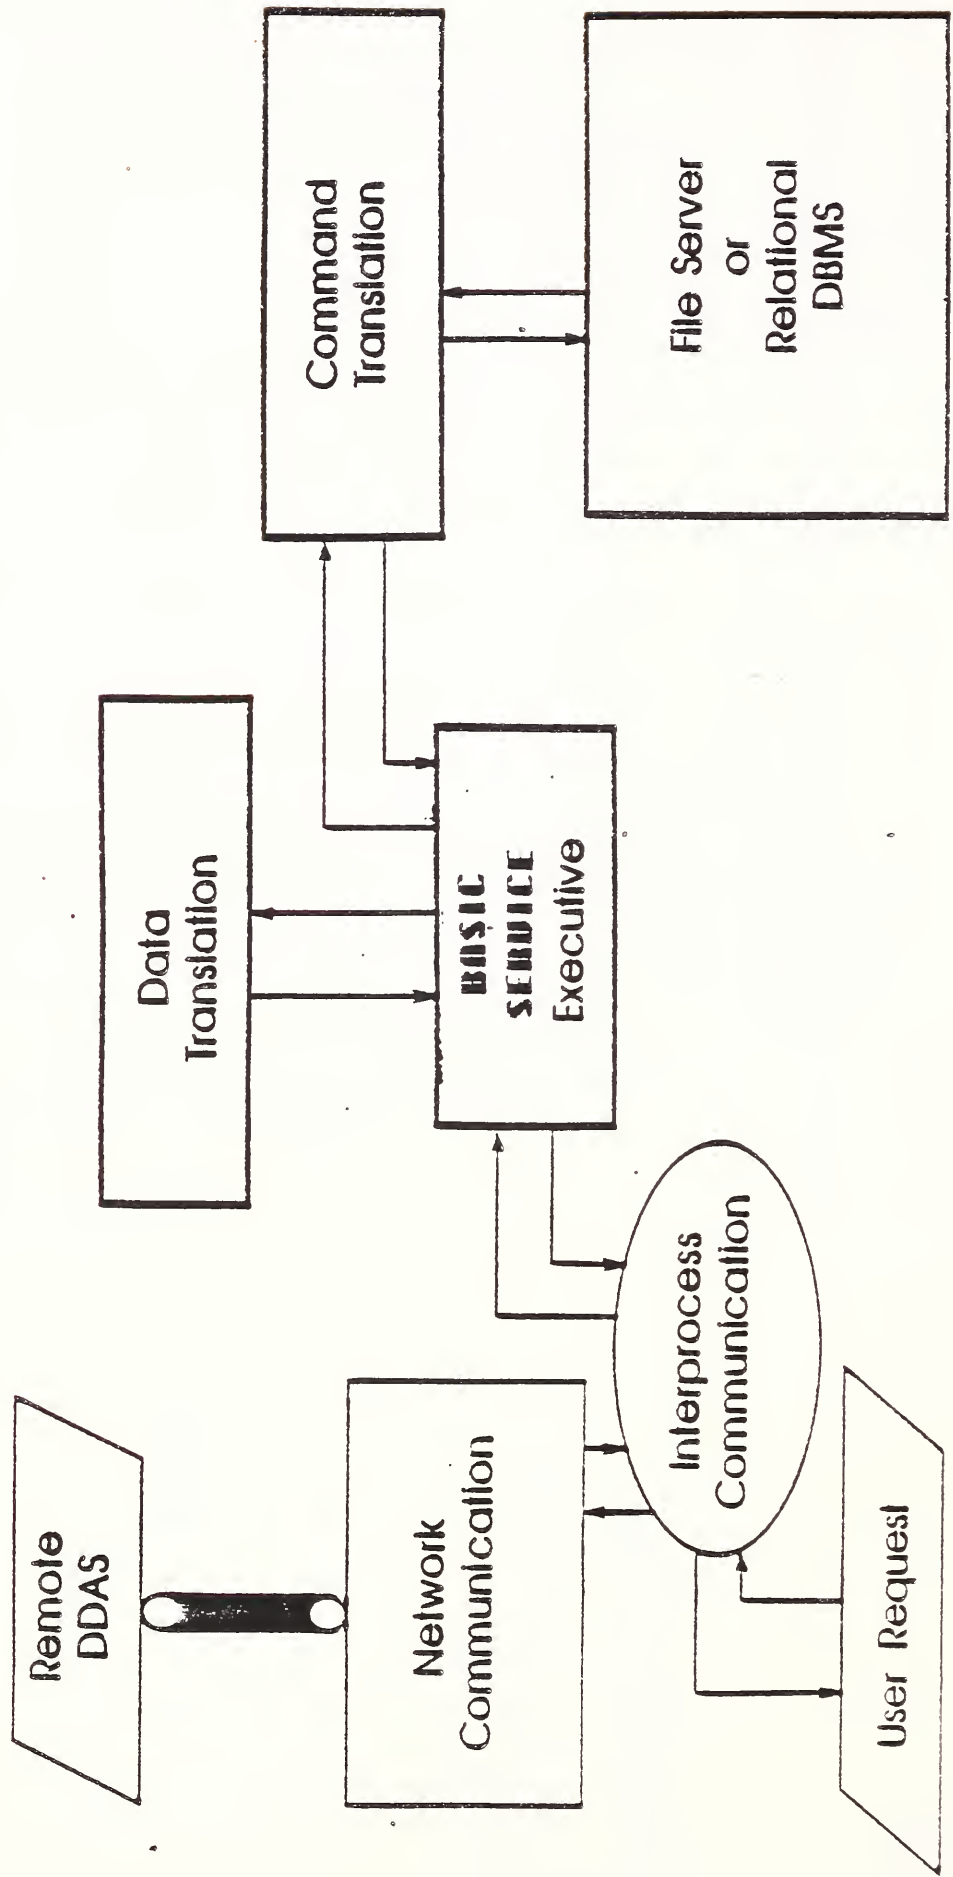 Remote
DDAS
Network
Communication
User Request
Interprocess
Communication
Data
Translation
BASIC
SERVICE
Executive
Command
Translation
File Server
or
Relational
DBMS